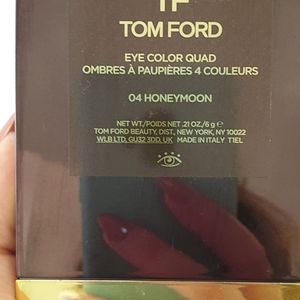 TF
TOM FORD
EYE COLOR QUAD
OMBRES À PAUPIÈRES 4 COULEURS
04 HONEYMOON
NET WT./POIDS NET .21 OZ./6 g ℮
TOM FORD BEAUTY, DIST., NEW YORK, NY 10022
WLB LTD. GU32 3DD, UK MADE IN ITALY T1EL